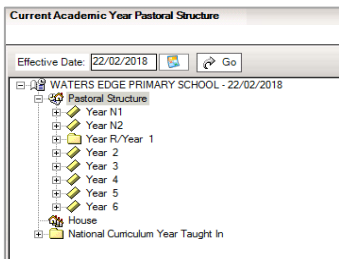 Current Academic Year Pastoral Structure
Effective Date: 22/02/2018 Go
WATERS EDGE PRIMARY SCHOOL - 22/02/2018
Pastoral Structure
Year N1
Year N2
Year R/Year 1
Year 2
Year 3
Year 4
Year 5
Year 6
House
National Curriculum Year Taught In